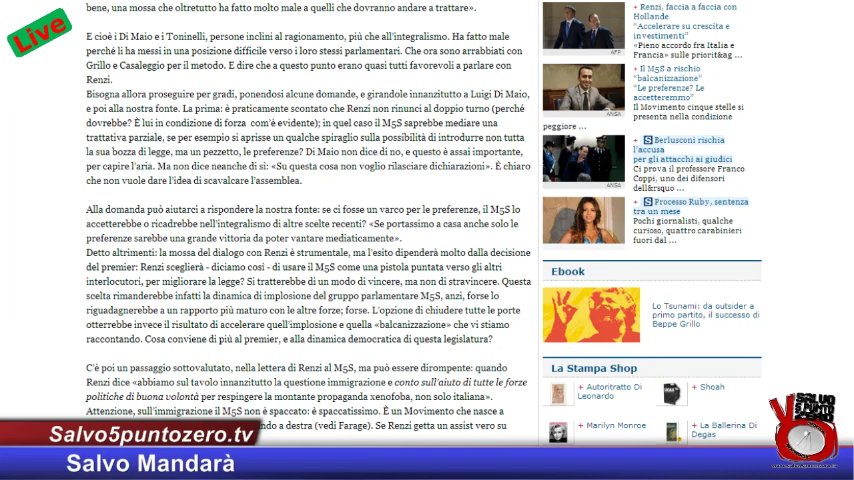 Live
bene, una mossa che oltretutto ha fatto molto male a quelli che dovranno andare a trattare».
E cioè i Di Maio e i Toninelli, persone inclini al ragionamento, più che all'integralismo. Ha fatto male
perché li ha messi in una posizione difficile verso i loro stessi parlamentari. Che ora sono arrabbiati con
Grillo e Casaleggio per il metodo. E dire che a questo punto erano quasi tutti favorevoli a parlare con
Renzi.
Bisogna allora proseguire per gradi, ponendosi alcune domande, e girandole innanzitutto a Luigi Di Maio,
e poi alla nostra fonte. La prima: è praticamente scontato che Renzi non rinunci al doppio turno (perché
dovrebbe? È lui in condizione di forza  com'è evidente); in quel caso il M5S saprebbe mediare una
trattativa parziale, se per esempio si aprisse un qualche spiraglio sulla possibilità di introdurre non tutta
la sua bozza di legge, ma un pezzetto, le preferenze? Di Maio non dice di no, e questo è assai importante,
per capire l'aria. Ma non dice neanche di sì: «Su questa cosa non voglio rilasciare dichiarazioni». È chiaro
che non vuole dare l'idea di scavalcare l'assemblea.
Alla domanda può aiutarci a rispondere la nostra fonte: se ci fosse un varco per le preferenze, il M5S lo
accetterebbe o ricadrebbe nell'integralismo di altre scelte recenti? «Se portassimo a casa anche solo le
preferenze sarebbe una grande vittoria da poter vantare mediaticamente».
Detto altrimenti: la mossa del dialogo con Renzi è strumentale, ma l'esito dipenderà molto dalla decisione
del premier: Renzi sceglierà - diciamo così - di usare il M5S come una pistola puntata verso gli altri
interlocutori, per migliorare la legge? Si tratterebbe di un modo di vincere, ma non di stravincere. Questa
scelta rimanderebbe infatti la dinamica di implosione del gruppo parlamentare M5S, anzi, forse lo
riguadagnerebbe a un rapporto più maturo con le altre forze; forse. L'opzione di chiudere tutte le porte
otterrebbe invece il risultato di accelerare quell'implosione e quella «balcanizzazione» che vi stiamo
raccontando. Cosa conviene di più al premier, e alla dinamica democratica di questa legislatura?
C'è poi un passaggio sottovalutato, nella lettera di Renzi al M5S, ma può essere dirompente: quando
Renzi dice «abbiamo sul tavolo innanzitutto la questione immigrazione e conto sull'aiuto di tutte le forze
politiche di buona volontà per respingere la montante propaganda xenofoba, non solo italiana».
Attenzione, sull'immigrazione il M5S non è spaccato: è spaccatissimo. È un Movimento che nasce a
ndo a destra (vedi Farage). Se Renzi getta un assist vero su
+ Renzi, faccia a faccia con
Hollande
"Accelerare su crescita e
investimenti"
«Pieno accordo fra Italia e
Francia» sulle priorit&ag ...
AFP
+ Il M5S a rischio
"balcanizzazione"
"Le preferenze? Le
accetteremmo"
Il Movimento cinque stelle si
presenta nella condizione
ANSA
peggiore ...
+ S Berlusconi rischia
l'accusa
per gli attacchi ai giudici
Ci prova il professore Franco
Coppi, uno dei difensori
dell&rsquo ...
ANSA
+ S Processo Ruby, sentenza
tra un mese
Pochi giornalisti, qualche
curioso, quattro carabinieri
fuori dal ...
Ebook
Lo Tsunami: da outsider a
primo partito, il successo di
Beppe Grillo
La Stampa Shop
+ Autoritratto Di
Leonardo
+ Shoah
+ Marilyn Monroe
+ La Ballerina Di
Degas
Salvo5puntozero.tv
Salvo Mandarà
SALVO
5 PUNTO
ZERO